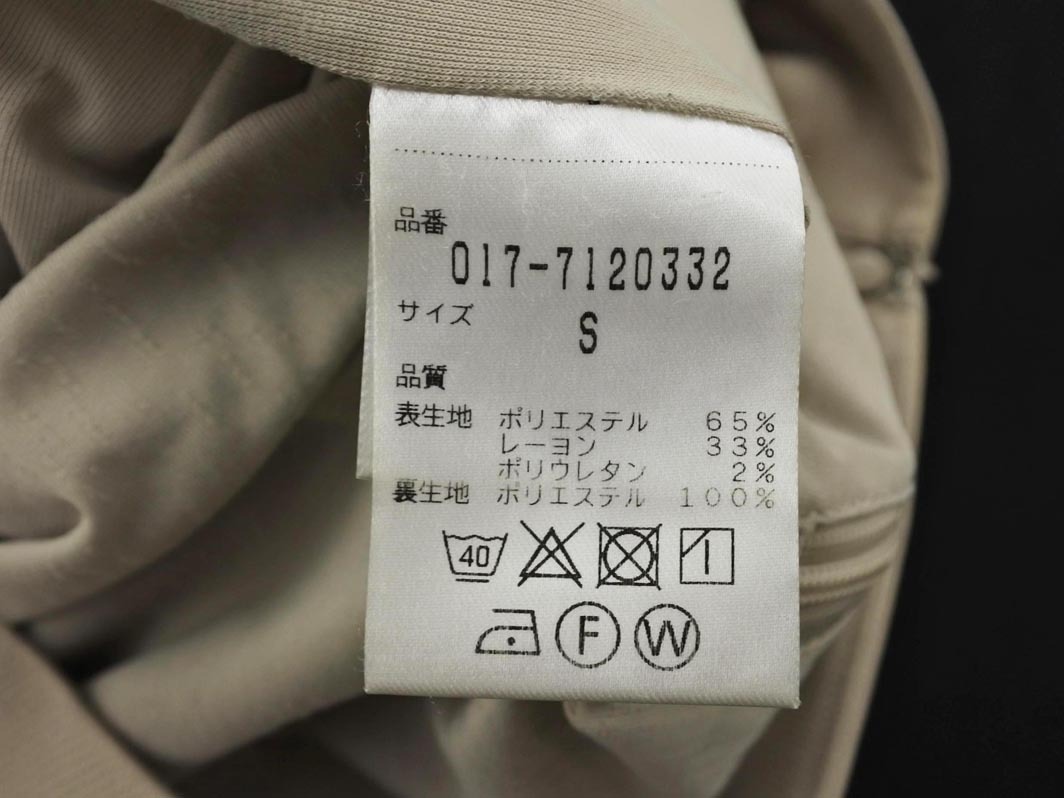 品番
017-7120332
サイズ
S
品質
表生地 ポリエステル 65%
レーヨン 33%
ポリウレタン 2%
裏生地 ポリエステル 100%
40
F W